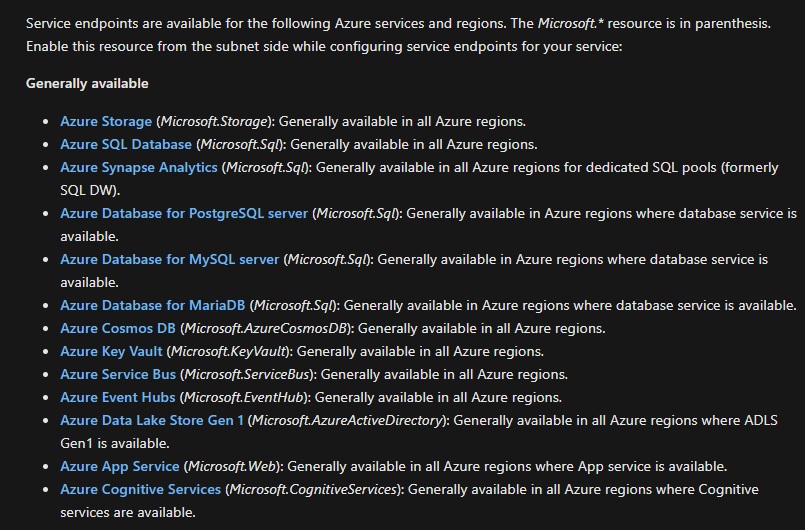 Service endpoints are available for the following Azure services and regions. The Microsoft.* resource is in parenthesis.
Enable this resource from the subnet side while configuring service endpoints for your service:
Generally available
• Azure Storage (Microsoft.Storage): Generally available in all Azure regions.
• Azure SQL Database (Microsoft.Sql): Generally available in all Azure regions.
• Azure Synapse Analytics (Microsoft.Sql): Generally available in all Azure regions for dedicated SQL pools (formerly
SQL DW).
• Azure Database for PostgreSQL server (Microsoft.Sql): Generally available in Azure regions where database service is
available.
• Azure Database for MySQL server (Microsoft.Sql): Generally available in Azure regions where database service is
available.
• Azure Database for MariaDB (Microsoft.Sql): Generally available in Azure regions where database service is available.
• Azure Cosmos DB (Microsoft.AzureCosmosDB): Generally available in all Azure regions.
• Azure Key Vault (Microsoft.KeyVault): Generally available in all Azure regions.
• Azure Service Bus (Microsoft.ServiceBus): Generally available in all Azure regions.
• Azure Event Hubs (Microsoft.EventHub): Generally available in all Azure regions.
• Azure Data Lake Store Gen 1 (Microsoft.AzureActiveDirectory): Generally available in all Azure regions where ADLS
Gen1 is available.
• Azure App Service (Microsoft.Web): Generally available in all Azure regions where App service is available.
• Azure Cognitive Services (Microsoft.CognitiveServices): Generally available in all Azure regions where Cognitive
services are available.